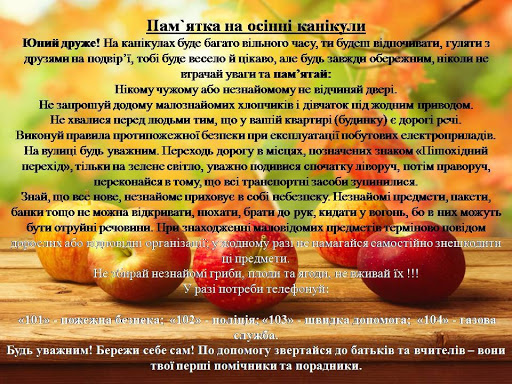 Пам`ятка на осінні канікули
Юний друже! На канікулах буде багато вільного часу, ти будеш відпочивати, гуляти з
друзями на подвір’ї, тобі буде весело й цікаво, але будь завжди обережним, ніколи не
втрачай уваги та пам’ятай:
Нікому чужому або незнайомому не відчиняй двері.
Не запрошуй додому малознайомих хлопчиків і дівчаток під жодним приводом.
Не хвалися перед людьми тим, що у вашій квартирі (будинку) є дорогі речі.
Виконуй правила протипожежної безпеки при експлуатації побутових електроприладів.
На вулиці будь уважним. Переходь дорогу в місцях, позначених знаком «Пішохідний
перехід», тільки на зелене світло, уважно подивися спочатку ліворуч, потім праворуч,
переконайся в тому, що всі транспортні засоби зупинилися.
Знай, що все нове, незнайоме приховує в собі небезпеку. Незнайомі предмети, пакети,
банки тощо не можна відкривати, нюхати, брати до рук, кидати у вогонь, бо в них можуть
бути отруйні речовини. При знаходженні маловідомих предметів терміново повідом
дорослих або відповідні організації, у жодному разі не намагайся самостійно знешкодити
ці предмети.
Не збирай незнайомі гриби, плоди та ягоди, не вживай їх !!!
У разі потреби телефонуй:
«101» - пожежна безпека; «102» - поліція; «103» - швидка допомога; «104» - газова
служба.
Будь уважним! Бережи себе сам! По допомогу звертайся до батьків та вчителів – вони
твої перші помічники та порадники.